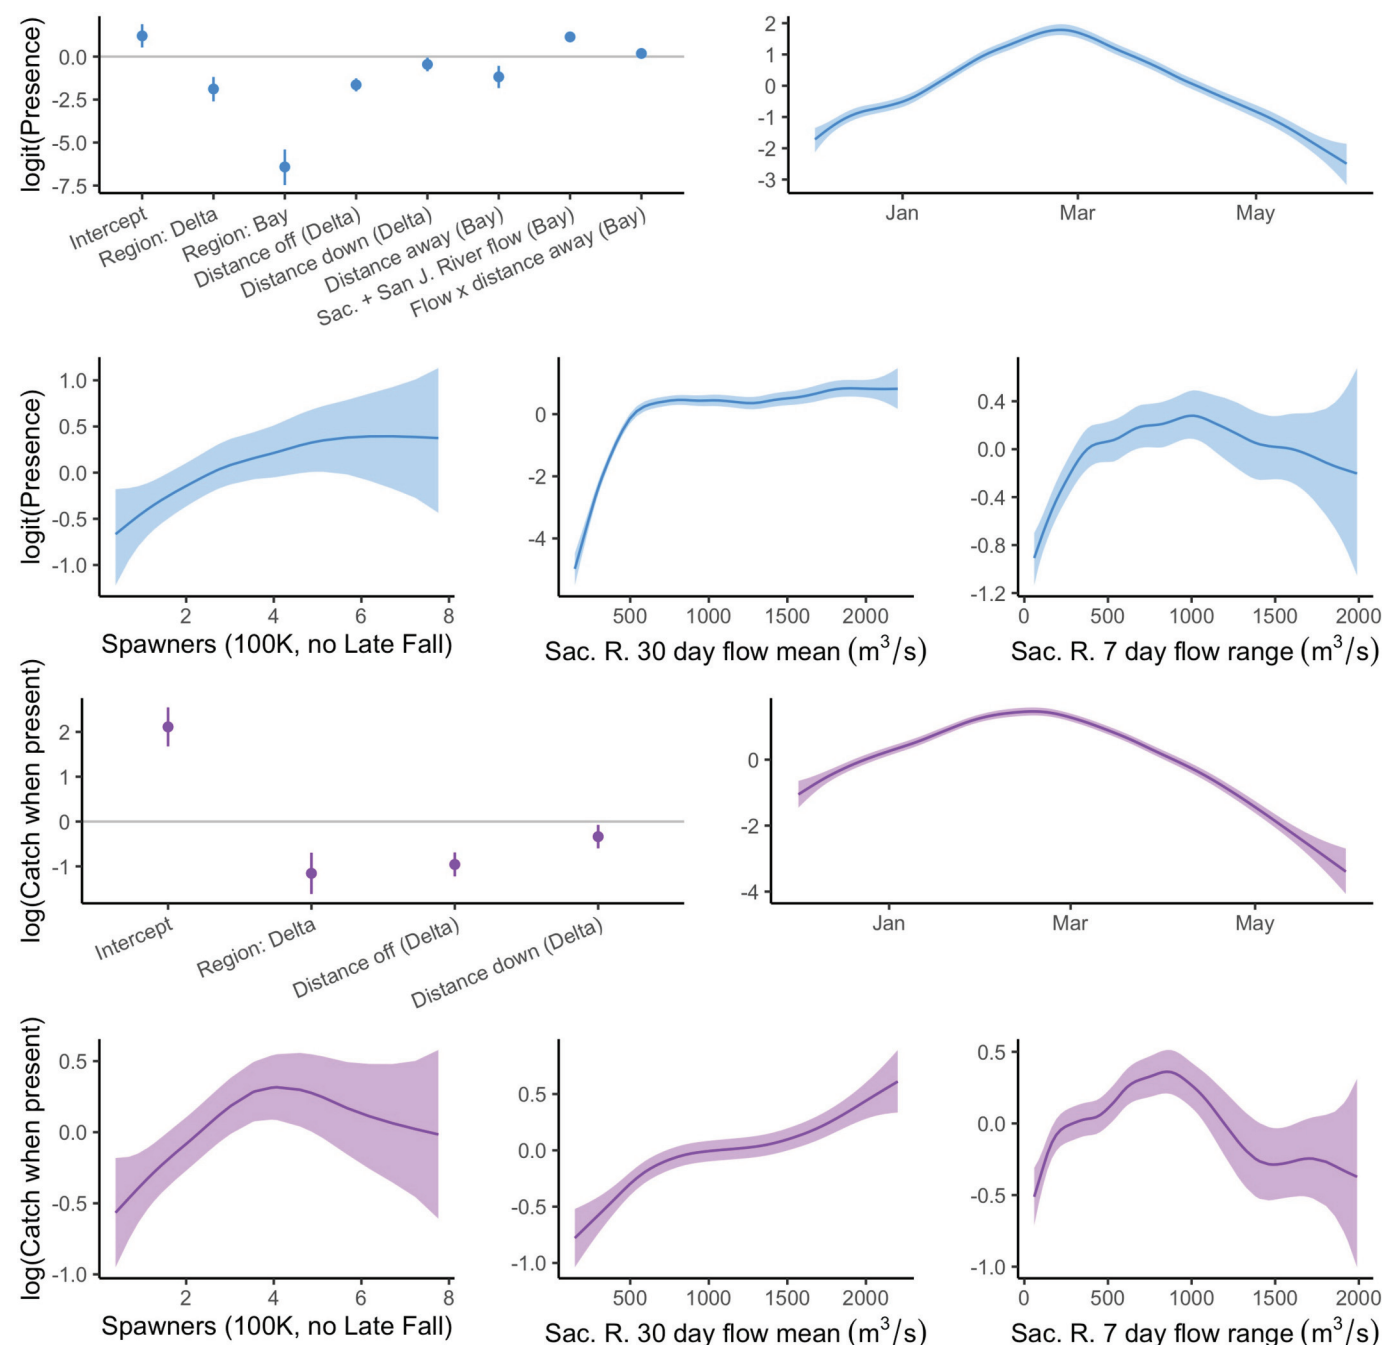 logit(Presence)
0.0
-2.5
-5.0
-7.5
Intercept
Region: Delta
Region: Bay
Distance off (Delta)
Distance down (Delta)
Distance away (Bay)
Sac. + San J. River flow (Bay)
Flow x distance away (Bay)
2
1
0
-1
-2
-3
Jan Mar May
logit(Presence)
1.0
0.5
0.0
-0.5
-1.0
2 4 6 8
Spawners (100K, no Late Fall)
0
-2
-4
500 1000 1500 2000
Sac. R. 30 day flow mean (m³/s)
0.4
0.0
-0.4
-0.8
-1.2
0 500 1000 1500 2000
Sac. R. 7 day flow range (m³/s)
log(Catch when present)
2
1
0
-1
Intercept
Region: Delta
Distance off (Delta)
Distance down (Delta)
0
-2
-4
Jan Mar May
log(Catch when present)
0.5
0.0
-0.5
-1.0
2 4 6 8
Spawners (100K, no Late Fall)
0.5
0.0
-0.5
-1.0
500 1000 1500 2000
Sac. R. 30 day flow mean (m³/s)
0.5
0.0
-0.5
-1.0
0 500 1000 1500 2000
Sac. R. 7 day flow range (m³/s)